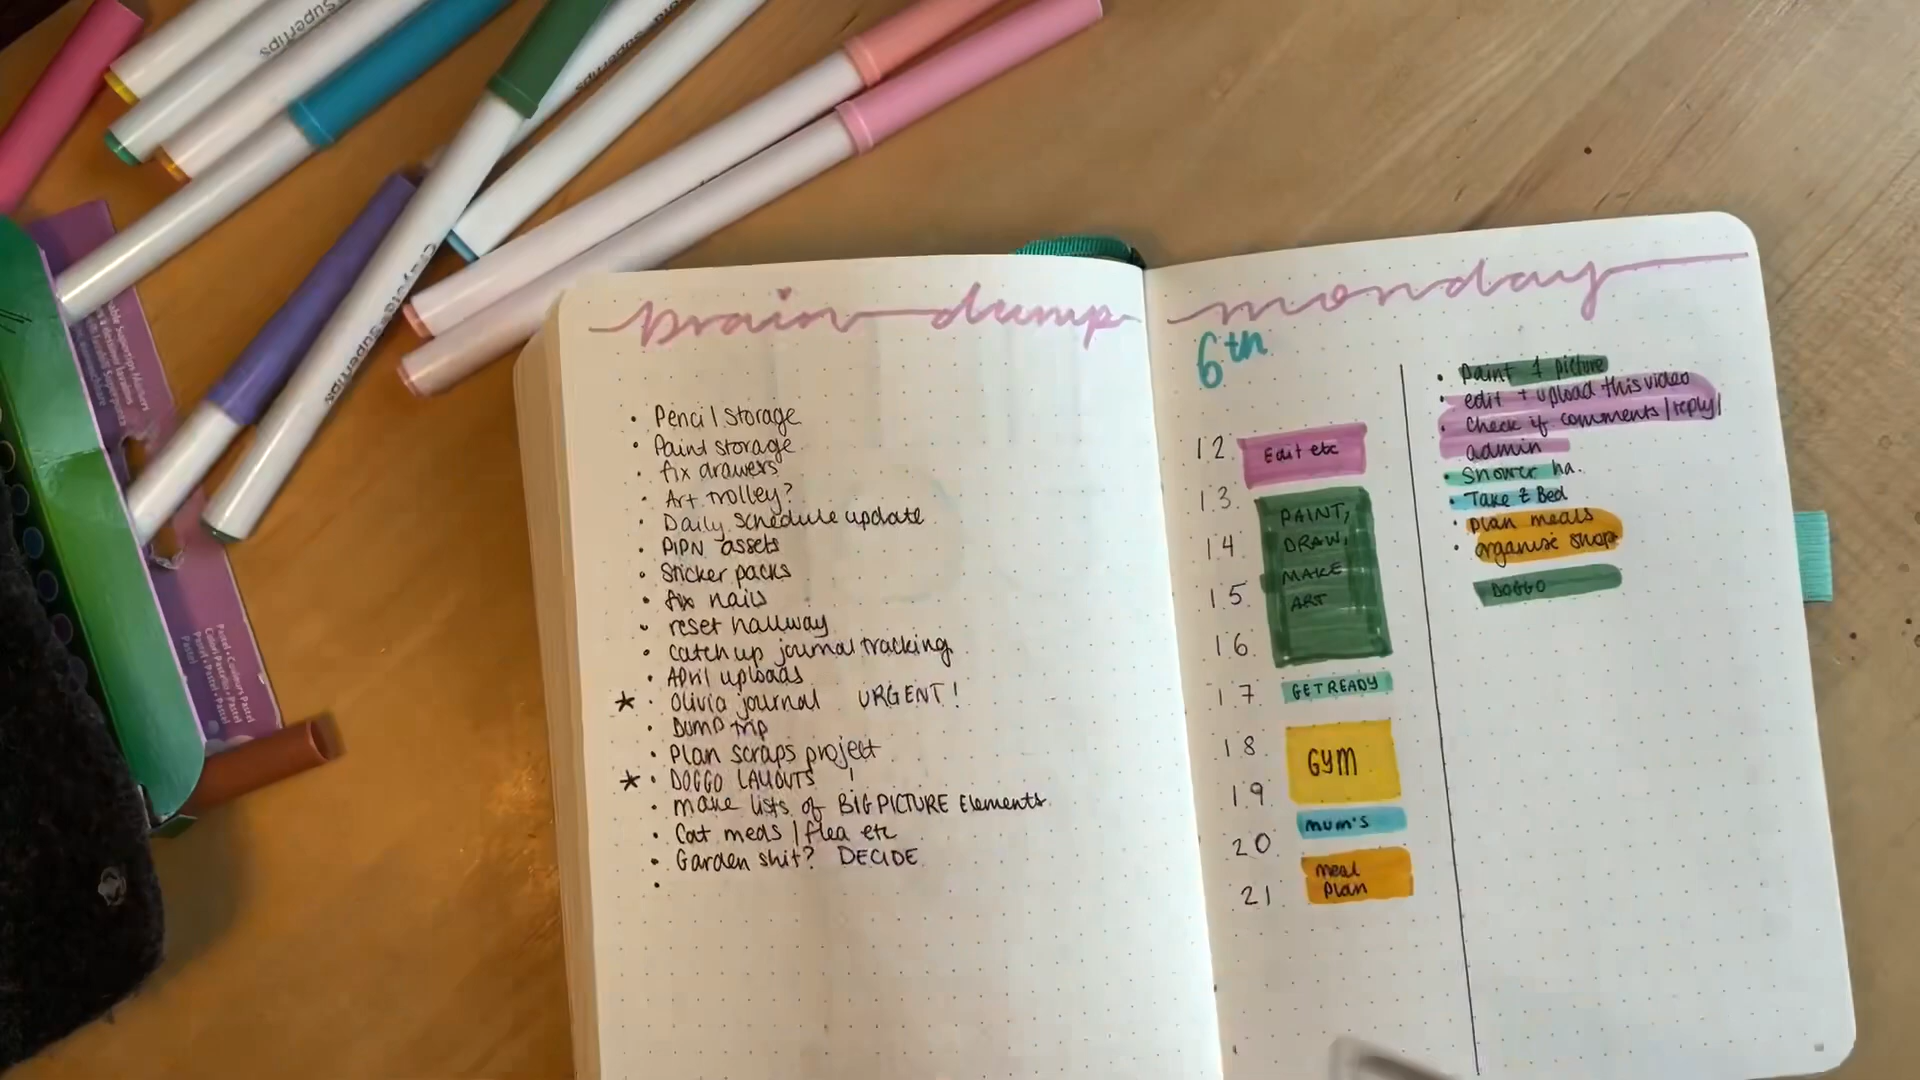 Supertips
Supertips
Crayola Supertips
brain dump
• Pencil storage
• Paint storage
• fix drawers
• Art trolley?
• Daily schedule update
• PIPN assets
• Sticker packs
• fix nails
• reset hallway
• catch up journal tracking
• April uploads
★ • Olivia journal URGENT!
• Dump trip
• Plan scraps project
★ • DOGGO LAYOUTS !
• make lists of BIG PICTURE Elements
• Cat meds / flea etc
• Garden shit? DECIDE
•
monday
6th
12 Edit etc
13 PAINT,
14 DRAW,
MAKE
15 ART
16
17 GET READY
18 GYM
19
mum's
20
21 meal
plan
• Paint 1 picture
• edit + upload this video
• Check if comments / reply /
admin
• Shower ha.
• Take z Bed
• plan meals
• organise shop
DOGGO